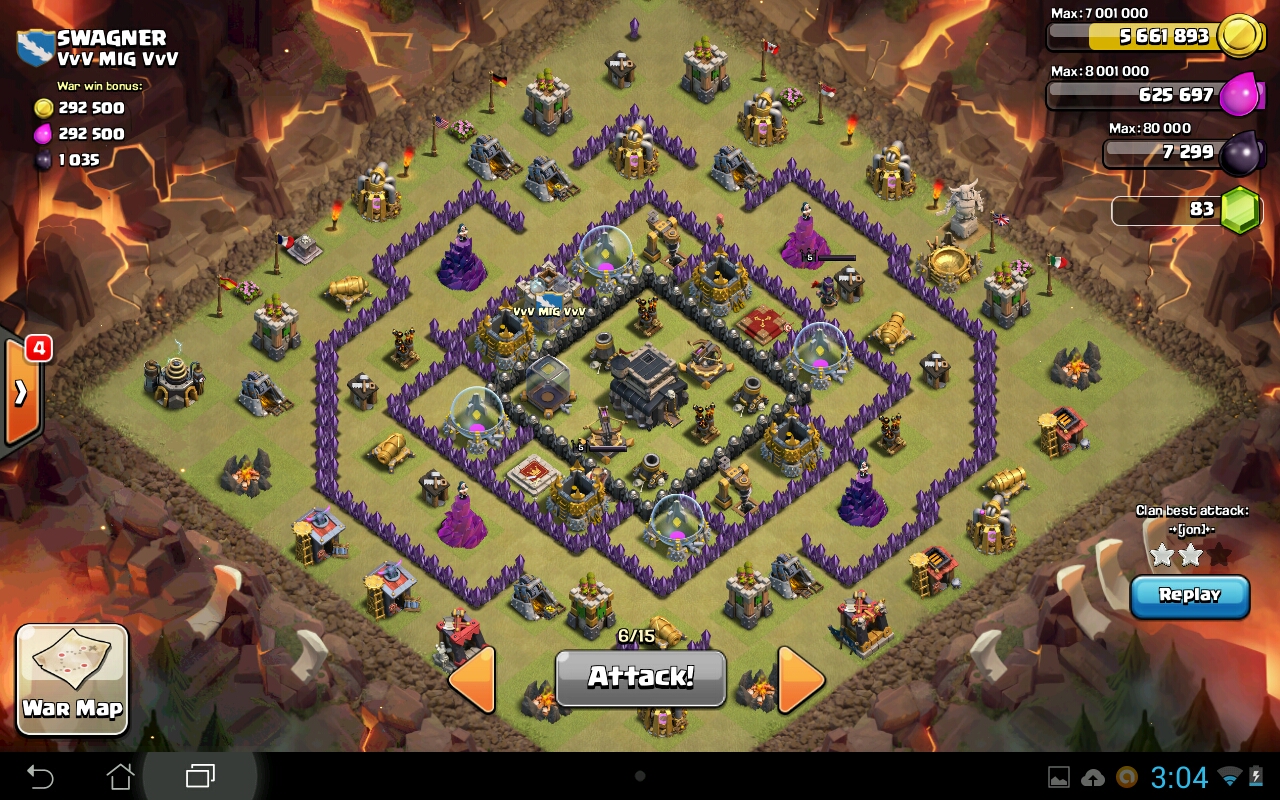 SWAGNER
VvV MIG VvV
War win bonus:
292 500
292 500
1 035
Max: 7 001 000
5 661 893
Max: 8 001 000
625 697
Max: 80 000
7 299
83
4
VvV MIG VvV
5
5
Clan best attack:
-+[jon]+-
Replay
6/15
Attack!
War Map
3:04